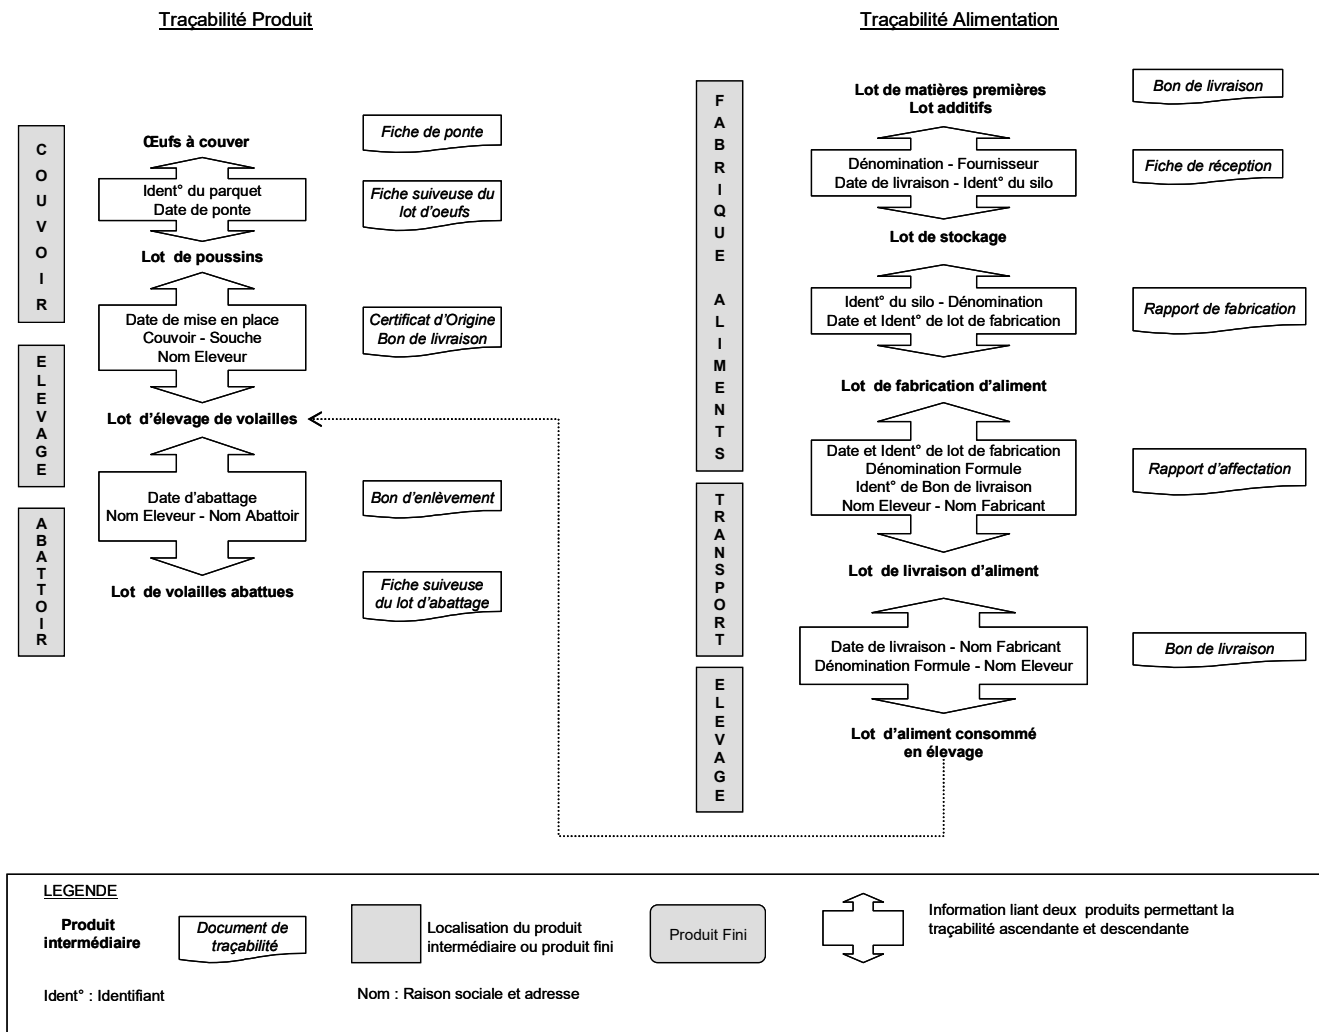 Traçabilité Produit
Traçabilité Alimentation
COUVOIR
ELEVAGE
ABATTOIR
Œufs à couver
Ident° du parquet
Date de ponte
Lot de poussins
Date de mise en place
Couvoir - Souche
Nom Eleveur
Lot d'élevage de volailles
Date d'abattage
Nom Eleveur - Nom Abattoir
Lot de volailles abattues
Fiche de ponte
Fiche suiveuse du
lot d'oeufs
Certificat d'Origine
Bon de livraison
Bon d'enlèvement
Fiche suiveuse
du lot d'abattage
FABRIQUE ALIMENTS
TRANSPORT
ELEVAGE
Lot de matières premières
Lot additifs
Dénomination - Fournisseur
Date de livraison - Ident° du silo
Lot de stockage
Ident° du silo - Dénomination
Date et Ident° de lot de fabrication
Lot de fabrication d'aliment
Date et Ident° de lot de fabrication
Dénomination Formule
Ident° de Bon de livraison
Nom Eleveur - Nom Fabricant
Lot de livraison d'aliment
Date de livraison - Nom Fabricant
Dénomination Formule - Nom Eleveur
Lot d'aliment consommé
en élevage
Bon de livraison
Fiche de réception
Rapport de fabrication
Rapport d'affectation
Bon de livraison
LEGENDE
Produit
intermédiaire
Document de
traçabilité
Localisation du produit
intermédiaire ou produit fini
Produit Fini
Information liant deux produits permettant la
traçabilité ascendante et descendante
Ident° : Identifiant
Nom : Raison sociale et adresse